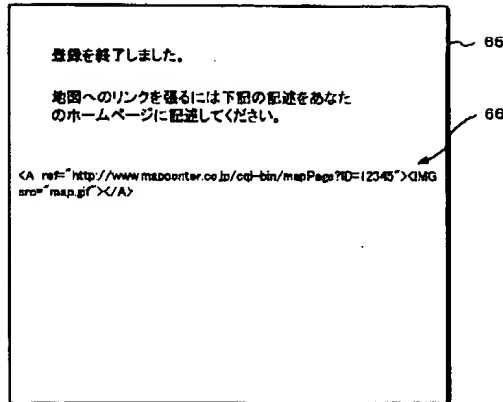 登録を終了しました。
65
地図へのリンクを張るには下記の記述をあなた
のホームページに記述してください。
66
<A ref="http://www.mapcenter.co.jp/cgi-bin/mapPage?ID=12345"><IMG
src="map.gif"></A>